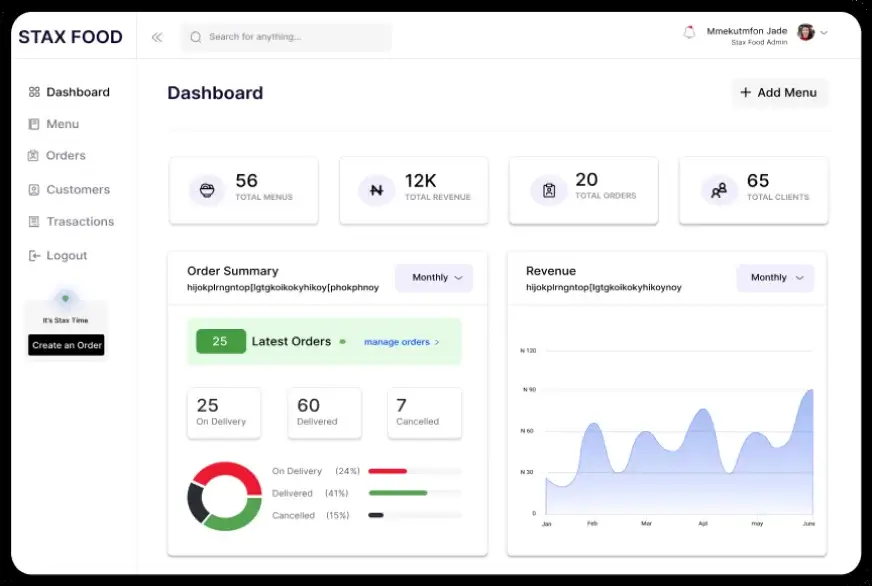 STAX FOOD
Search for anything...
Mmekutmfon Jade
Stax Food Admin
Dashboard
Menu
Orders
Customers
Trasactions
Logout
It's Stax Time
Create an Order
Dashboard
+ Add Menu
56
TOTAL MENUS
12K
TOTAL REVENUE
20
TOTAL ORDERS
65
TOTAL CLIENTS
Order Summary
hijokplrngntop[lgtgkoikokyhikoy[phokphnoy
Monthly
25 Latest Orders manage orders >
25
On Delivery
60
Delivered
7
Cancelled
On Delivery (24%)
Delivered (41%)
Cancelled (15%)
Revenue
hijokplrngntop[lgtgkoikokyhikoynoy
Monthly
N 120
N 90
N 60
N 30
0
Jan Feb Mar Apl may June